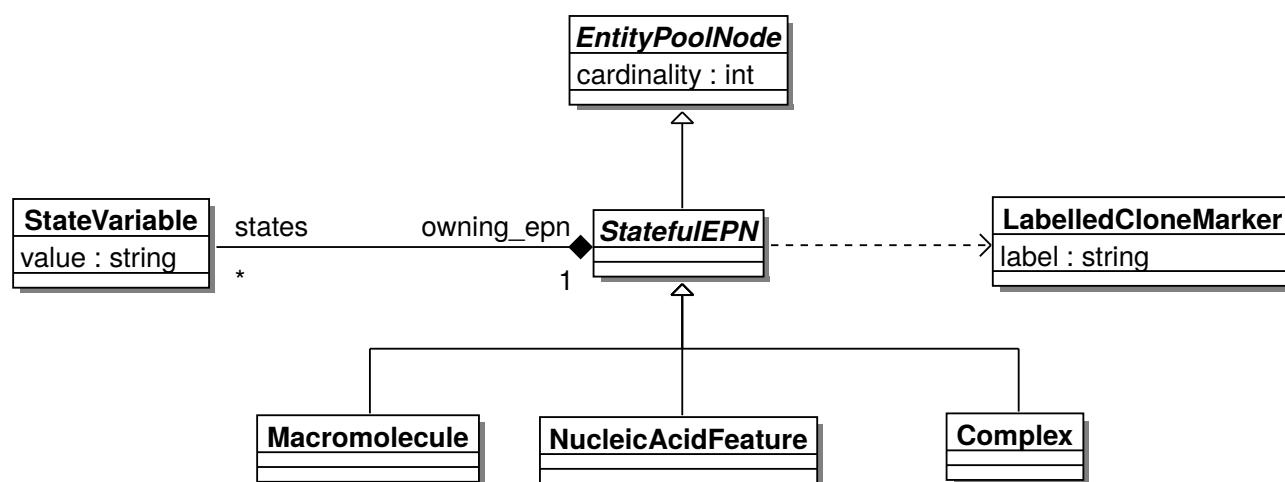 EntityPoolNode
cardinality : int
StateVariable
value : string
states
*
owning_epn
1
StatefulEPN
LabelledCloneMarker
label : string
Macromolecule
NucleicAcidFeature
Complex